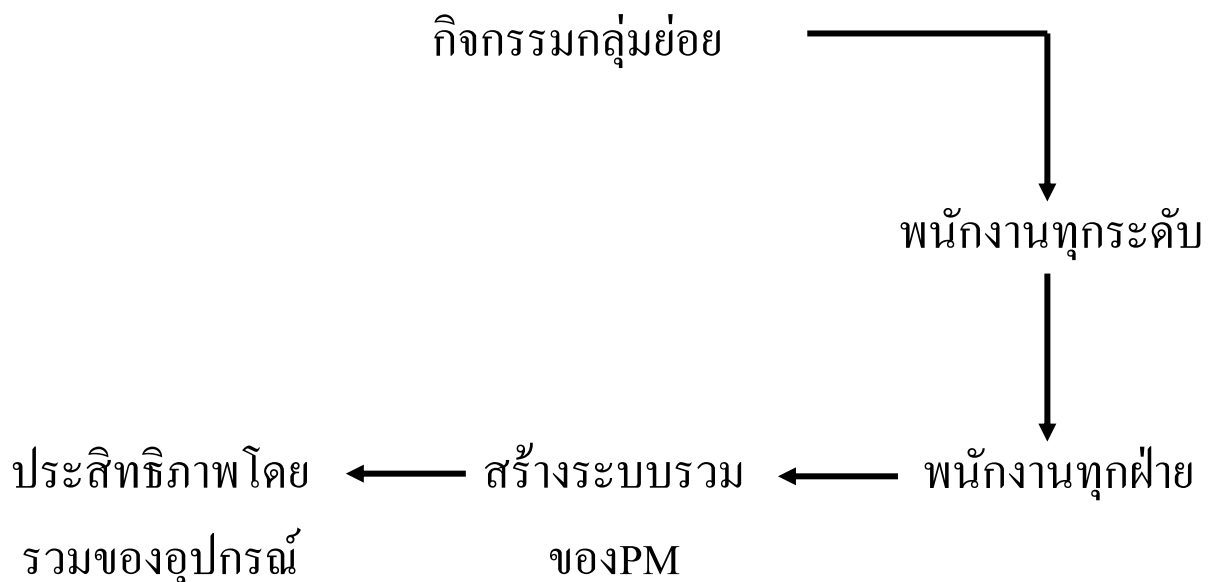 กิจกรรมกลุ่มย่อย
พนักงานทุกระดับ
พนักงานทุกฝ่าย
สร้างระบบรวม
ของPM
ประสิทธิภาพโดย
รวมของอุปกรณ์